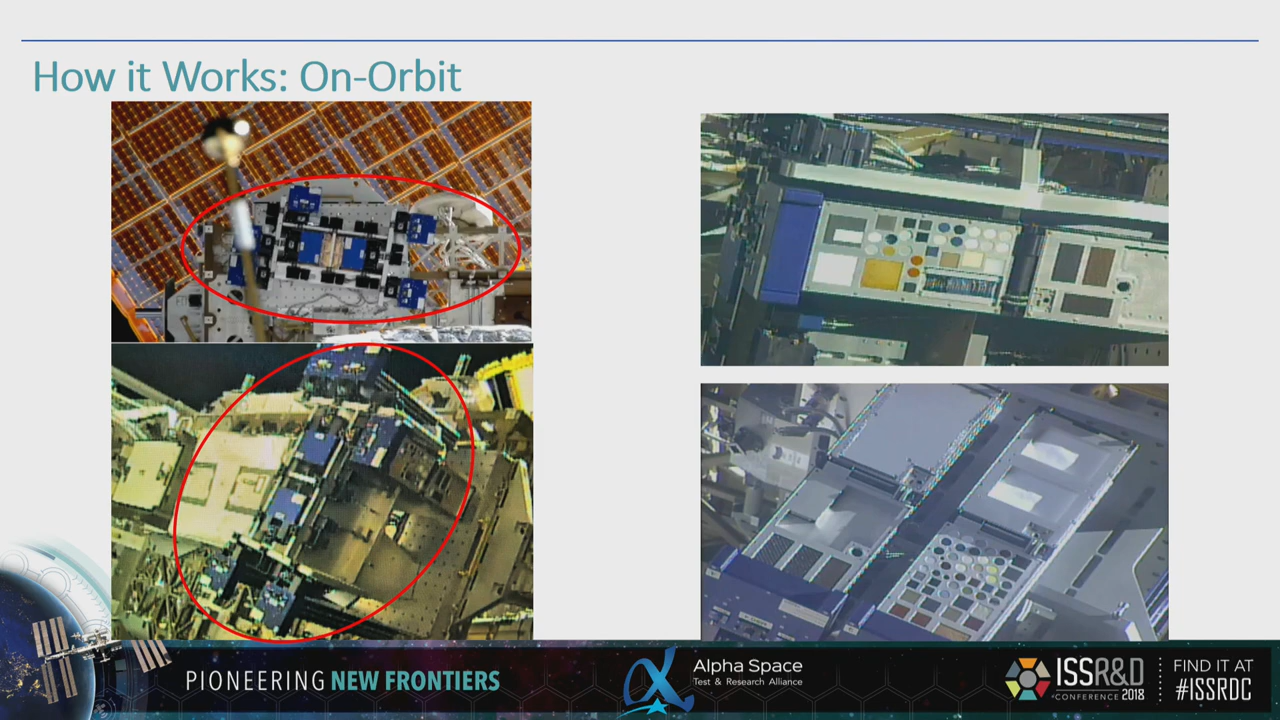 How it Works: On-Orbit
PIONEERING NEW FRONTIERS
Alpha Space
Test & Research Alliance
ISSR&D
CONFERENCE 2018
FIND IT AT
#ISSRDC